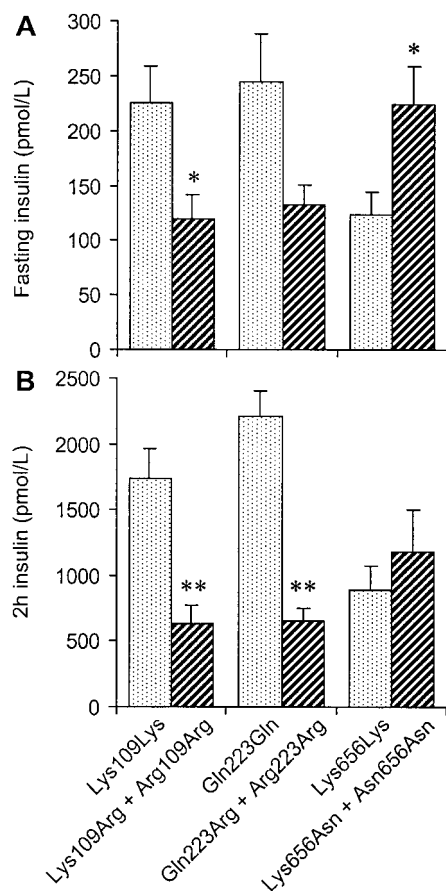 A
Fasting insulin (pmol/L)
300
250
200
150
100
50
0
*
*
B
2h insulin (pmol/L)
2500
2000
1500
1000
500
0
**
**
Lys109Lys
Lys109Arg + Arg109Arg
Gln223Gln
Gln223Arg + Arg223Arg
Lys656Lys
Lys656Asn + Asn656Asn